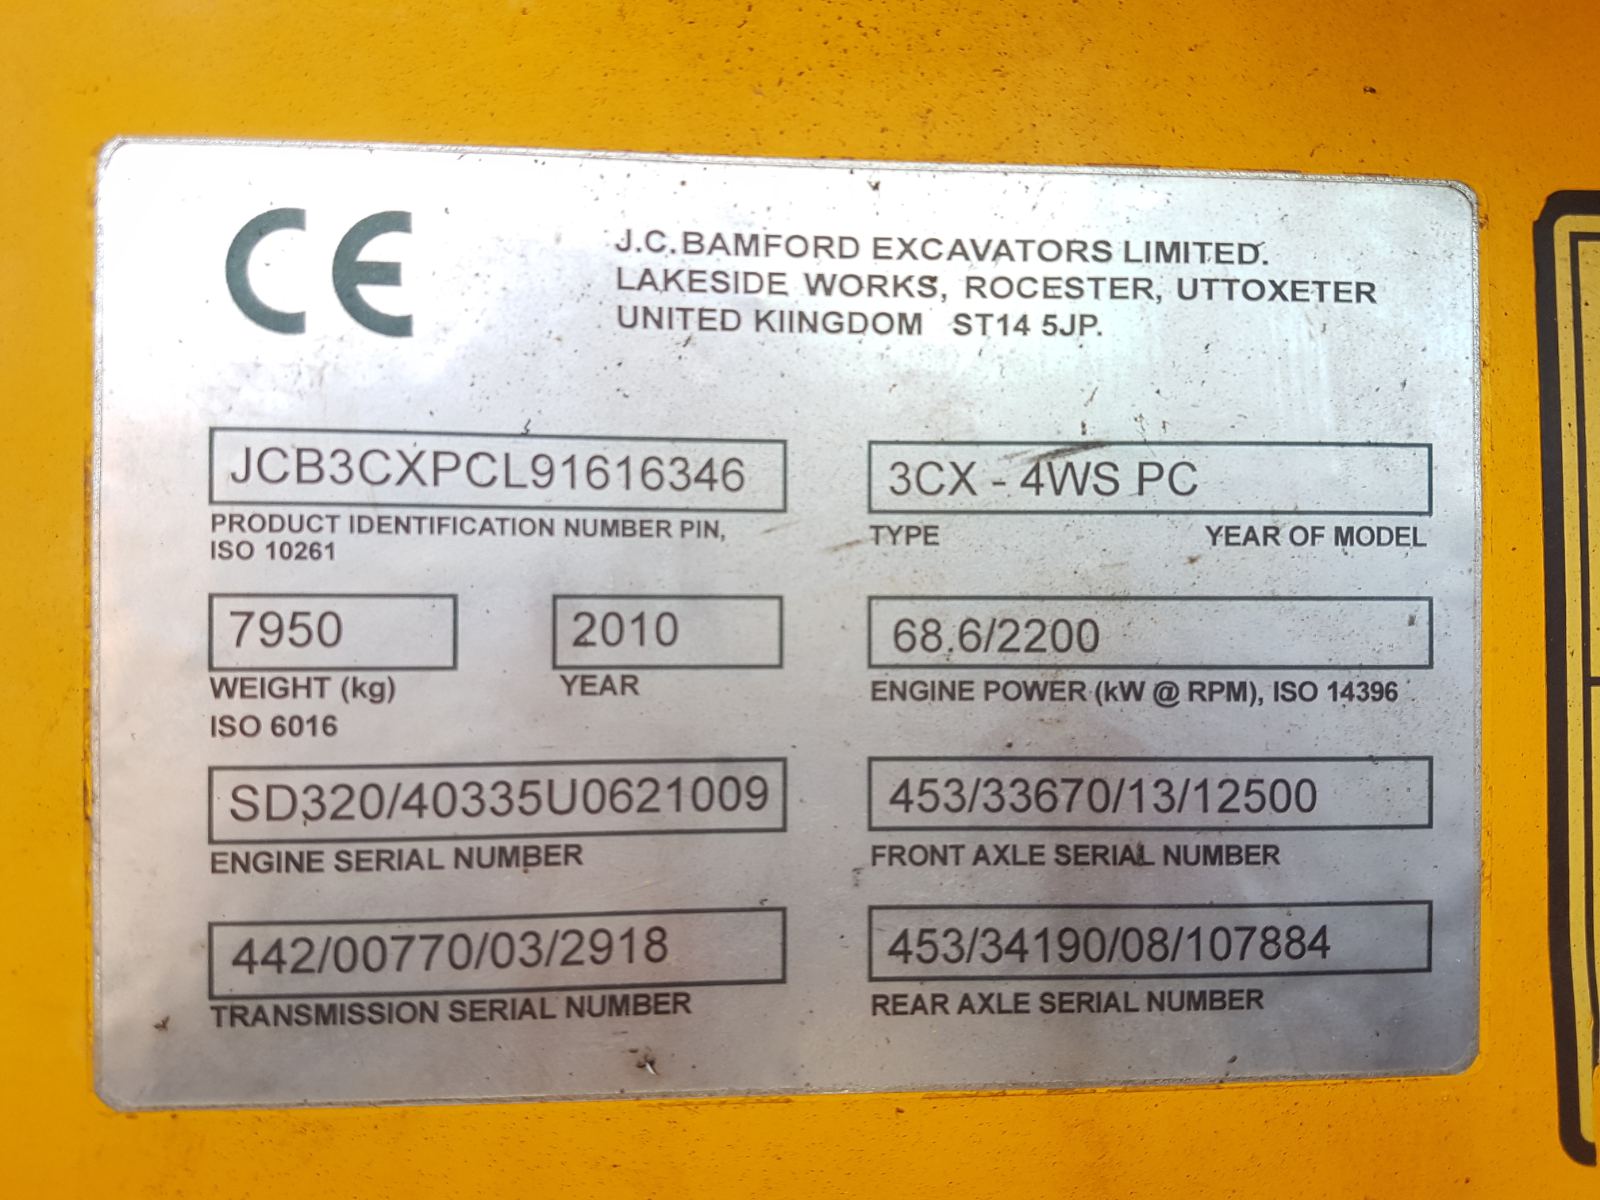 CE
J.C.BAMFORD EXCAVATORS LIMITED.
LAKESIDE WORKS, ROCESTER, UTTOXETER
UNITED KIINGDOM ST14 5JP.
JCB3CXPCL91616346
PRODUCT IDENTIFICATION NUMBER PIN,
ISO 10261
3CX - 4WS PC
TYPE YEAR OF MODEL
7950
WEIGHT (kg)
ISO 6016
2010
YEAR
68.6/2200
ENGINE POWER (kW @ RPM), ISO 14396
SD320/40335U0621009
ENGINE SERIAL NUMBER
453/33670/13/12500
FRONT AXLE SERIAL NUMBER
442/00770/03/2918
TRANSMISSION SERIAL NUMBER
453/34190/08/107884
REAR AXLE SERIAL NUMBER